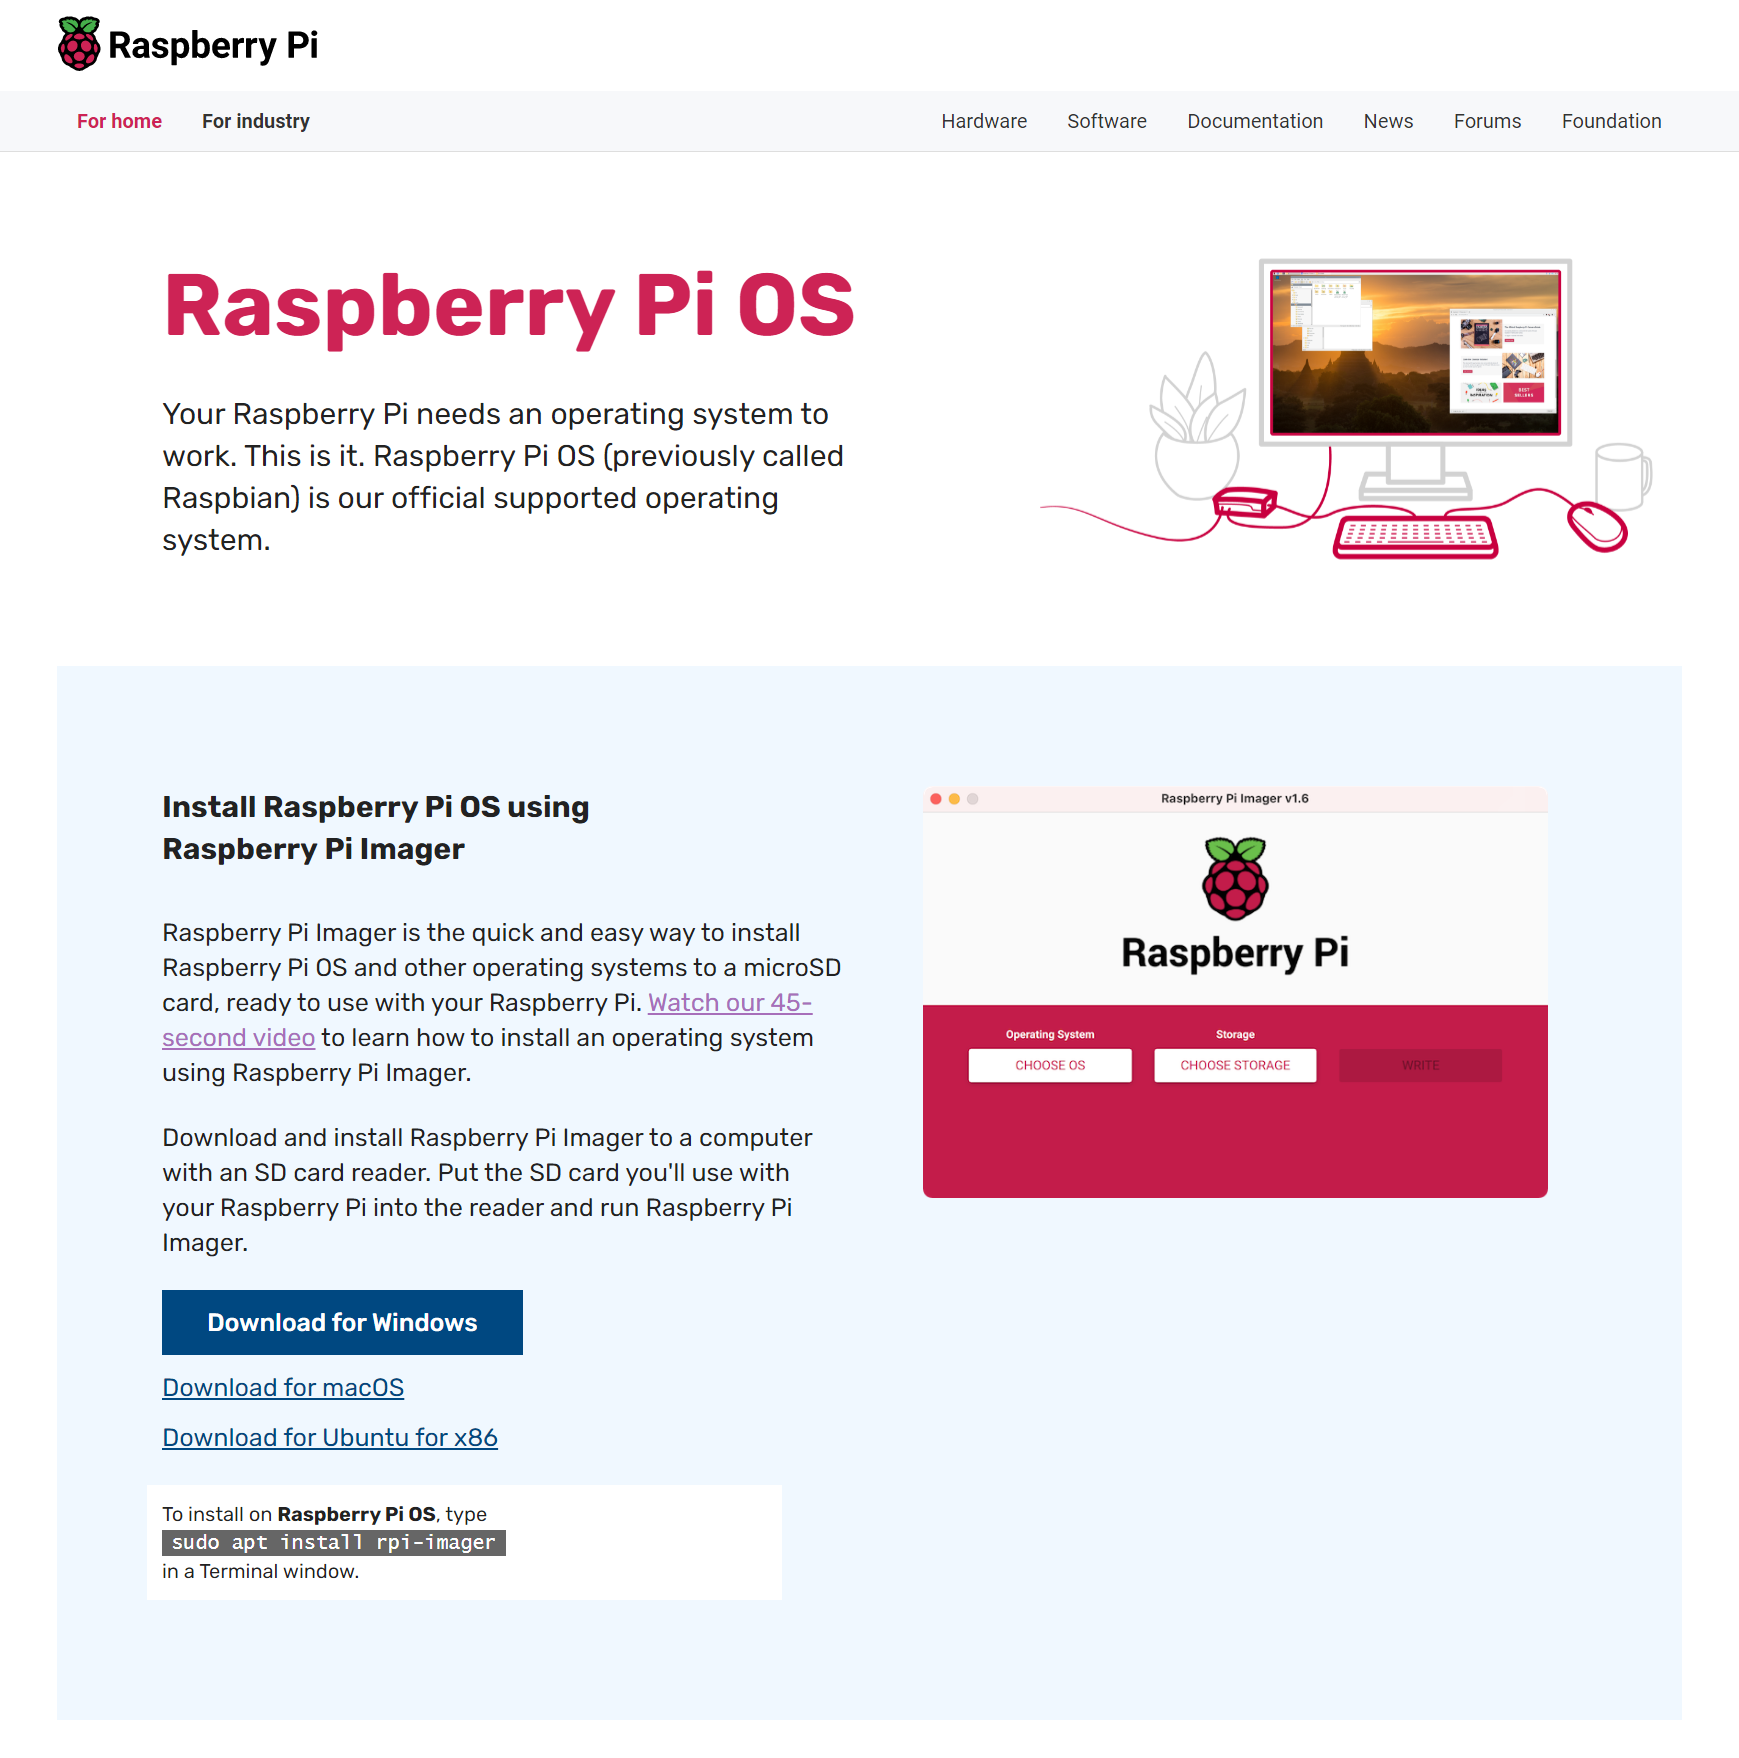 Raspberry Pi
For home
For industry
Hardware
Software
Documentation
News
Forums
Foundation
Raspberry Pi OS
Your Raspberry Pi needs an operating system to
work. This is it. Raspberry Pi OS (previously called
Raspbian) is our official supported operating
system.
Install Raspberry Pi OS using
Raspberry Pi Imager
Raspberry Pi Imager is the quick and easy way to install
Raspberry Pi OS and other operating systems to a microSD
card, ready to use with your Raspberry Pi. Watch our 45-
second video to learn how to install an operating system
using Raspberry Pi Imager.
Download and install Raspberry Pi Imager to a computer
with an SD card reader. Put the SD card you'll use with
your Raspberry Pi into the reader and run Raspberry Pi
Imager.
Download for Windows
Download for macOS
Download for Ubuntu for x86
To install on Raspberry Pi OS, type
sudo apt install rpi-imager
in a Terminal window.
Raspberry Pi Imager v1.6
Raspberry Pi
Operating System
Storage
CHOOSE OS
CHOOSE STORAGE
WRITE
BEST
SELLERS